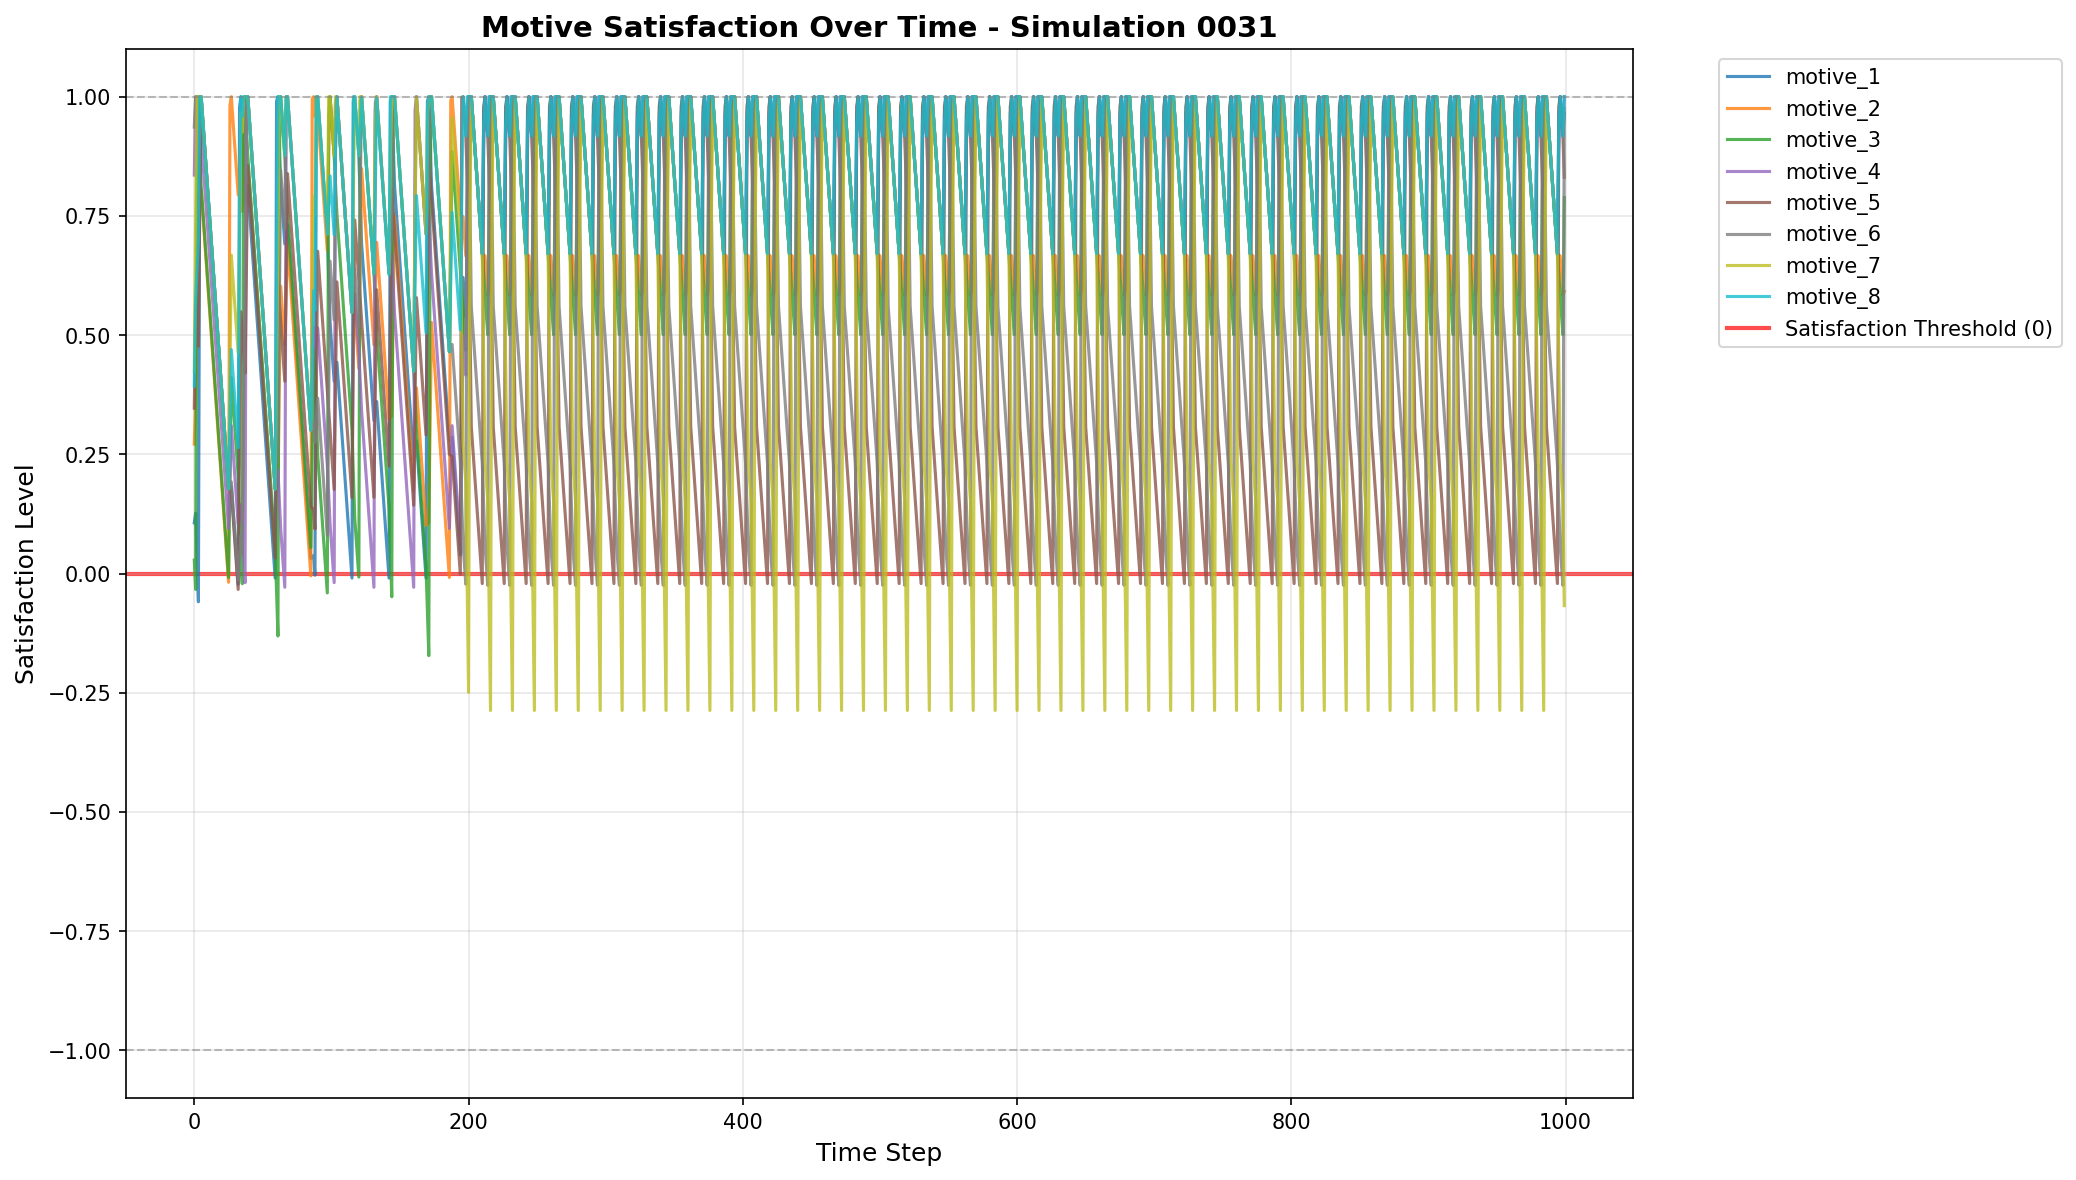 Motive Satisfaction Over Time - Simulation 0031
1.00
0.75
0.50
0.25
0.00
−0.25
−0.50
−0.75
−1.00
Satisfaction Level
0
200
400
600
800
1000
Time Step
motive_1
motive_2
motive_3
motive_4
motive_5
motive_6
motive_7
motive_8
Satisfaction Threshold (0)